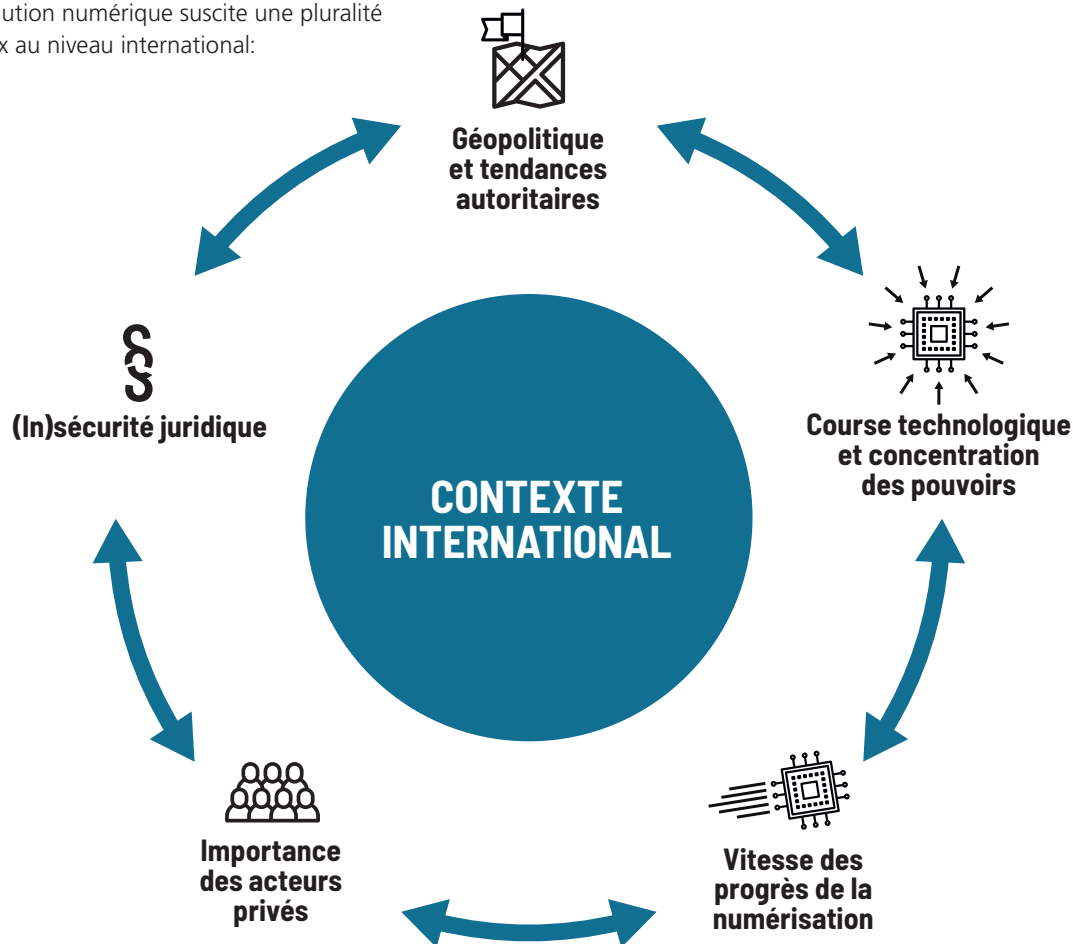 ution numérique suscite une pluralité
x au niveau international:
Géopolitique
et tendances
autoritaires
(In)sécurité juridique
Course technologique
et concentration
des pouvoirs
CONTEXTE
INTERNATIONAL
Importance
des acteurs
privés
Vitesse des
progrès de la
numérisation